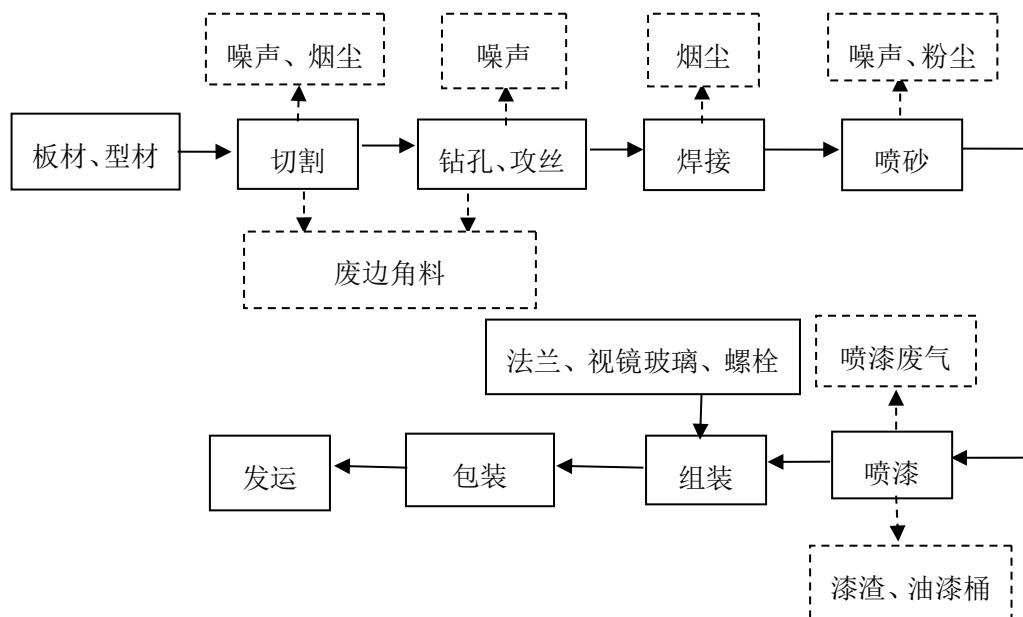 噪声、烟尘
噪声
烟尘
噪声、粉尘
板材、型材
切割
钻孔、攻丝
焊接
喷砂
废边角料
法兰、视镜玻璃、螺栓
喷漆废气
发运
包装
组装
喷漆
漆渣、油漆桶